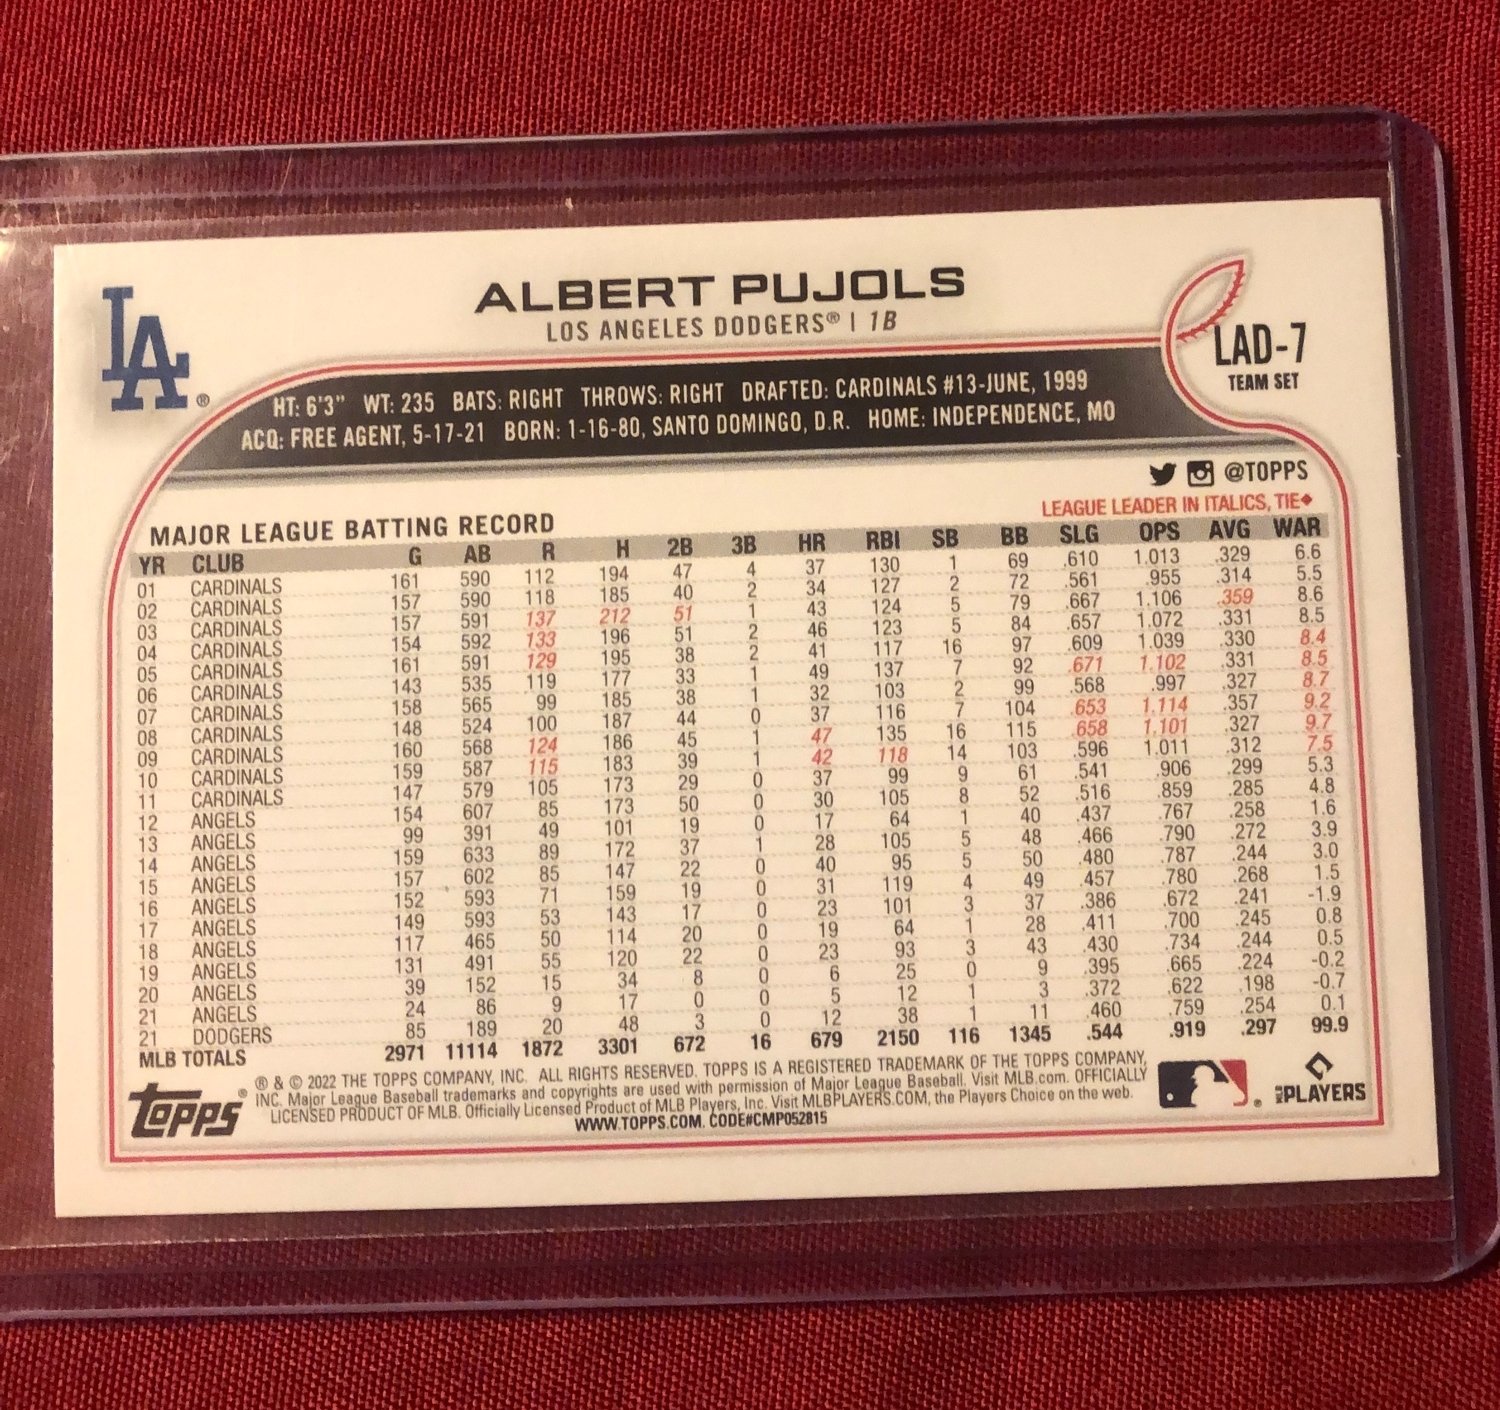 LA®
ALBERT PUJOLS
LOS ANGELES DODGERS® | 1B
LAD-7
TEAM SET
HT: 6'3" WT: 235 BATS: RIGHT THROWS: RIGHT DRAFTED: CARDINALS #13-JUNE, 1999
ACQ: FREE AGENT, 5-17-21 BORN: 1-16-80, SANTO DOMINGO, D.R. HOME: INDEPENDENCE, MO
@TOPPS
MAJOR LEAGUE BATTING RECORD LEAGUE LEADER IN ITALICS, TIE◆
YR CLUB G AB R H 2B 3B HR RBI SB BB SLG OPS AVG WAR
01 CARDINALS 161 590 112 194 47 4 37 130 1 69 .610 1.013 .329 6.6
02 CARDINALS 157 590 118 185 40 2 34 127 2 72 .561 .955 .314 5.5
03 CARDINALS 157 591 137 212 51 1 43 124 5 79 .667 1.106 .359 8.6
04 CARDINALS 154 592 133 196 51 2 46 123 5 84 .657 1.072 .331 8.5
05 CARDINALS 161 591 129 195 38 2 41 117 16 97 .609 1.039 .330 8.4
06 CARDINALS 143 535 119 177 33 1 49 137 7 92 .671 1.102 .331 8.5
07 CARDINALS 158 565 99 185 38 1 32 103 2 99 .568 .997 .327 8.7
08 CARDINALS 148 524 100 187 44 0 37 116 7 104 .653 1.114 .357 9.2
09 CARDINALS 160 568 124 186 45 1 47 135 16 115 .658 1.101 .327 9.7
10 CARDINALS 159 587 115 183 39 1 42 118 14 103 .596 1.011 .312 7.5
11 CARDINALS 147 579 105 173 29 0 37 99 9 61 .541 .906 .299 5.3
12 ANGELS 154 607 85 173 50 0 30 105 8 52 .516 .859 .285 4.8
13 ANGELS 99 391 49 101 19 0 17 64 1 40 .437 .767 .258 1.6
14 ANGELS 159 633 89 172 37 1 28 105 5 48 .466 .790 .272 3.9
15 ANGELS 157 602 85 147 22 0 40 95 5 50 .480 .787 .244 3.0
16 ANGELS 152 593 71 159 19 0 31 119 4 49 .457 .780 .268 1.5
17 ANGELS 149 593 53 143 17 0 23 101 3 37 .386 .672 .241 -1.9
18 ANGELS 117 465 50 114 20 0 19 64 1 28 .411 .700 .245 0.8
19 ANGELS 131 491 55 120 22 0 23 93 3 43 .430 .734 .244 0.5
20 ANGELS 39 152 15 34 8 0 6 25 0 9 .395 .665 .224 -0.2
21 ANGELS 24 86 9 17 0 0 5 12 1 3 .372 .622 .198 -0.7
21 DODGERS 85 189 20 48 3 0 12 38 1 11 .460 .759 .254 0.1
MLB TOTALS 2971 11114 1872 3301 672 16 679 2150 116 1345 .544 .919 .297 99.9
TOPPS®
® & © 2022 THE TOPPS COMPANY, INC. ALL RIGHTS RESERVED. TOPPS IS A REGISTERED TRADEMARK OF THE TOPPS COMPANY,
INC. Major League Baseball trademarks and copyrights are used with permission of Major League Baseball. Visit MLB.com. OFFICIALLY
LICENSED PRODUCT OF MLB. Officially Licensed Product of MLB Players, Inc. Visit MLBPLAYERS.COM, the Players Choice on the web.
WWW.TOPPS.COM. CODE#CMP052815
MLB PLAYERS